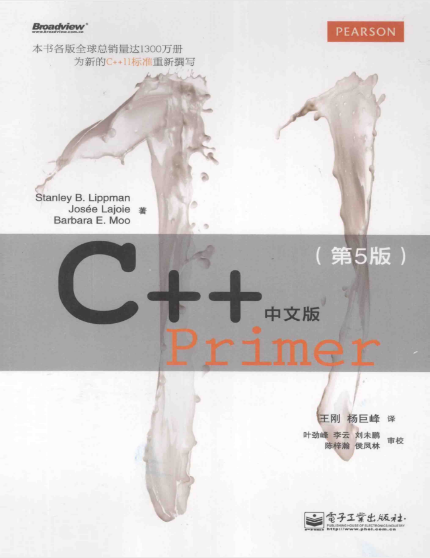 Broadview®
www.Broadview.com.cn
PEARSON
本书各版全球总销量达1300万册
为新的C++11标准重新撰写
Stanley B. Lippman
Josée Lajoie 著
Barbara E. Moo
(第5版)
C++ 中文版
Primer
王刚 杨巨峰 译
叶劲峰 李云 刘未鹏
陈梓瀚 侯凤林 审校
电子工业出版社.
PUBLISHING HOUSE OF ELECTRONICS INDUSTRY
http://www.phei.com.cn